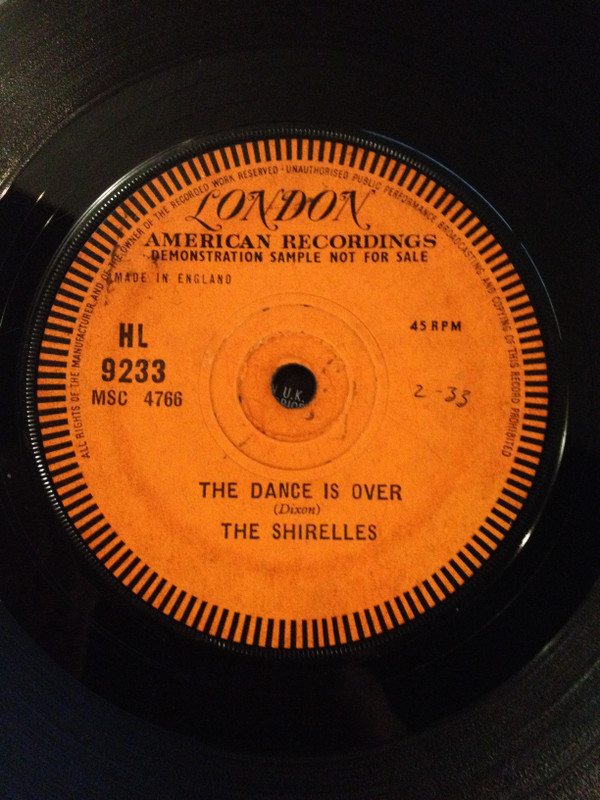 ALL RIGHTS OF THE MANUFACTURER AND OF THE OWNER OF THE RECORDED WORK RESERVED · UNAUTHORISED PUBLIC PERFORMANCE BROADCASTING AND COPYING OF THIS RECORD PROHIBITED
LONDON
AMERICAN RECORDINGS
DEMONSTRATION SAMPLE NOT FOR SALE
MADE IN ENGLAND
HL
9233
MSC 4766
45 RPM
2-33
U.K.
THE DANCE IS OVER
(Dixon)
THE SHIRELLES